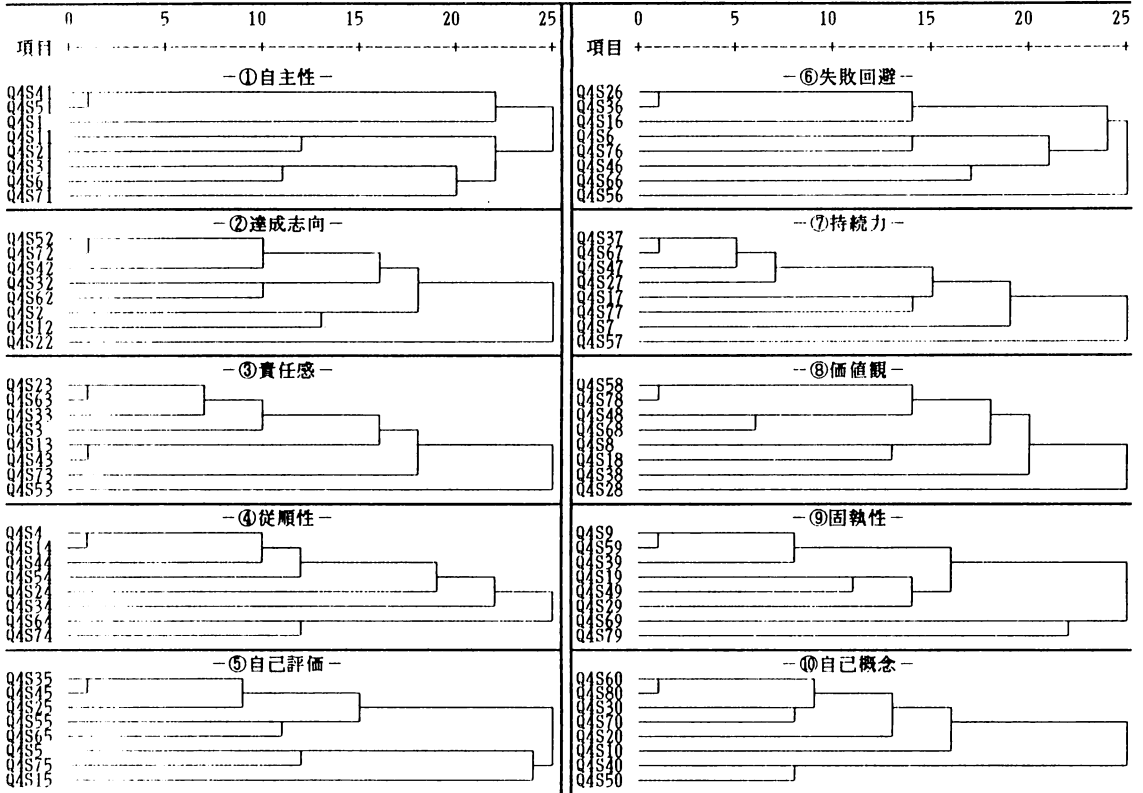 0 5 10 15 20 25
項目
-①自主性-
Q4S41
Q4S51
Q4S1
Q4S11
Q4S21
Q4S31
Q4S61
Q4S71
-②達成志向-
Q4S52
Q4S72
Q4S42
Q4S32
Q4S62
Q4S2
Q4S12
Q4S22
-③責任感-
Q4S23
Q4S63
Q4S33
Q4S3
Q4S13
Q4S43
Q4S73
Q4S53
-④従順性-
Q4S4
Q4S14
Q4S44
Q4S54
Q4S24
Q4S34
Q4S64
Q4S74
-⑤自己評価-
Q4S35
Q4S45
Q4S25
Q4S55
Q4S65
Q4S5
Q4S75
Q4S15
0 5 10 15 20 25
項目
-⑥失敗回避--
Q4S26
Q4S36
Q4S16
Q4S6
Q4S76
Q4S46
Q4S66
Q4S56
--⑦持続力-
Q4S37
Q4S67
Q4S47
Q4S27
Q4S17
Q4S77
Q4S7
Q4S57
--⑧価値観-
Q4S58
Q4S78
Q4S48
Q4S68
Q4S8
Q4S18
Q4S38
Q4S28
-⑨固執性-
Q4S9
Q4S59
Q4S39
Q4S19
Q4S49
Q4S29
Q4S69
Q4S79
-⑩自己概念-
Q4S60
Q4S80
Q4S30
Q4S70
Q4S20
Q4S10
Q4S40
Q4S50